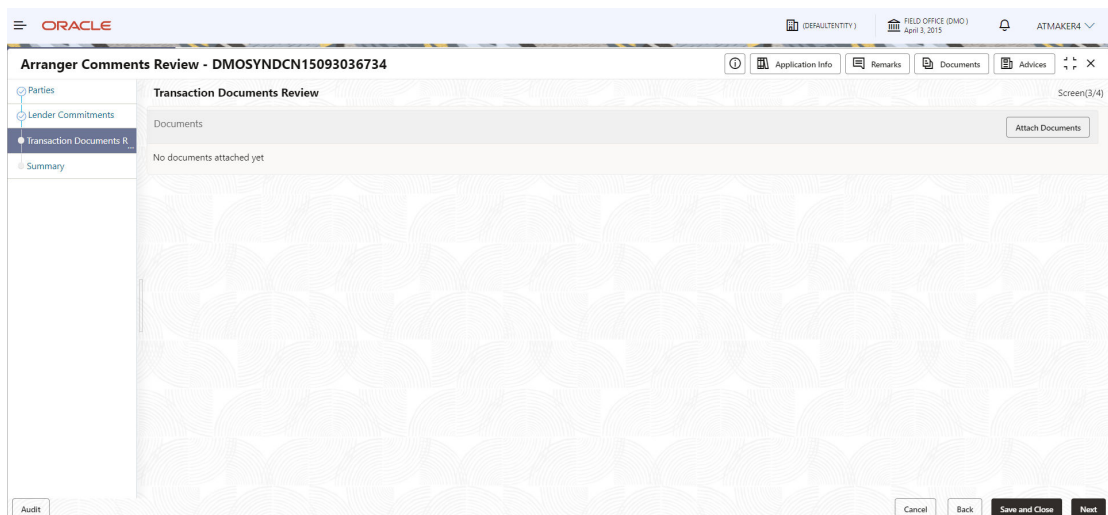 ORACLE
(DEFAULTENTITY )
FIELD OFFICE (DMO )
April 3, 2015
ATMAKER4
Arranger Comments Review - DMOSYNDCN15093036734
Application Info
Remarks
Documents
Advices
Parties
Lender Commitments
Transaction Documents R...
Summary
Transaction Documents Review
Screen(3/4)
Documents
Attach Documents
No documents attached yet
Audit
Cancel
Back
Save and Close
Next